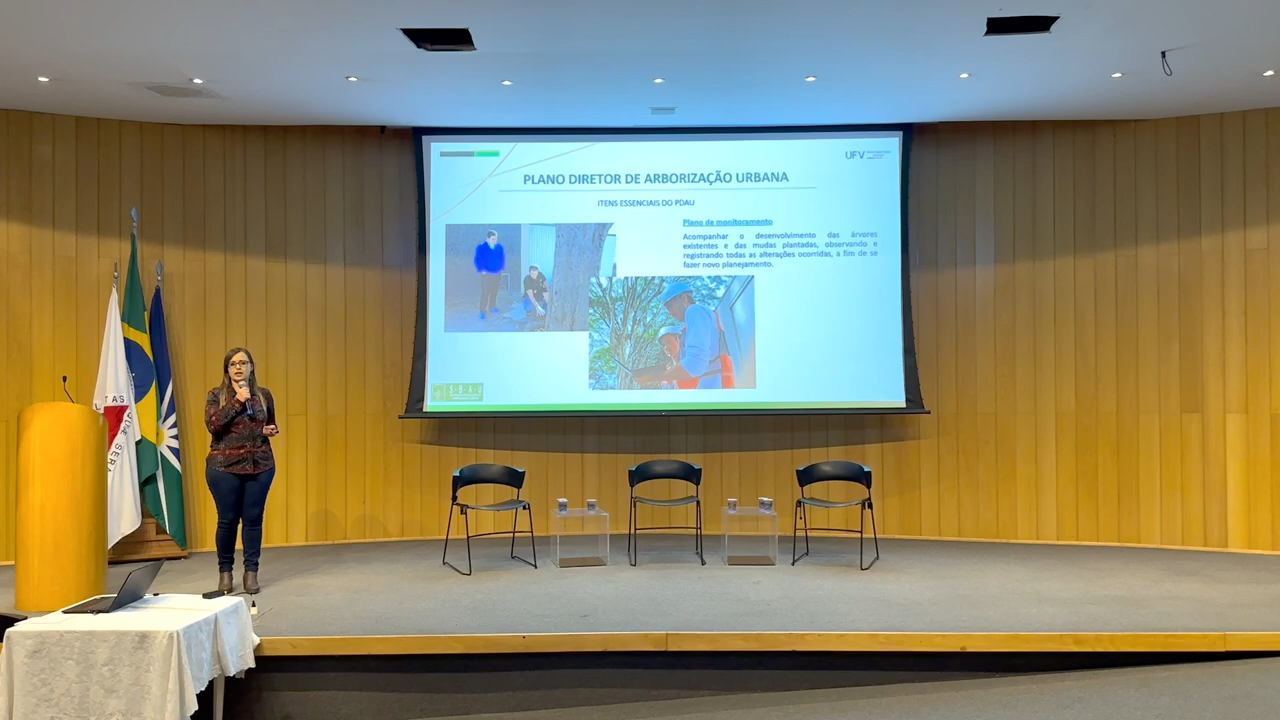 UFV
PLANO DIRETOR DE ARBORIZAÇÃO URBANA
ITENS ESSENCIAIS DO PDAU
Plano de monitoramento
Acompanhar o desenvolvimento das árvores
existentes e das mudas plantadas, observando e
registrando todas as alterações ocorridas, a fim de se
fazer novo planejamento.
SBAU